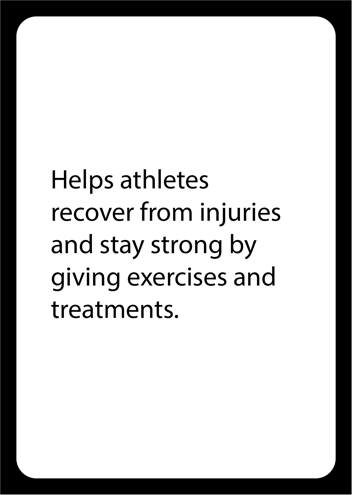 Helps athletes
recover from injuries
and stay strong by
giving exercises and
treatments.